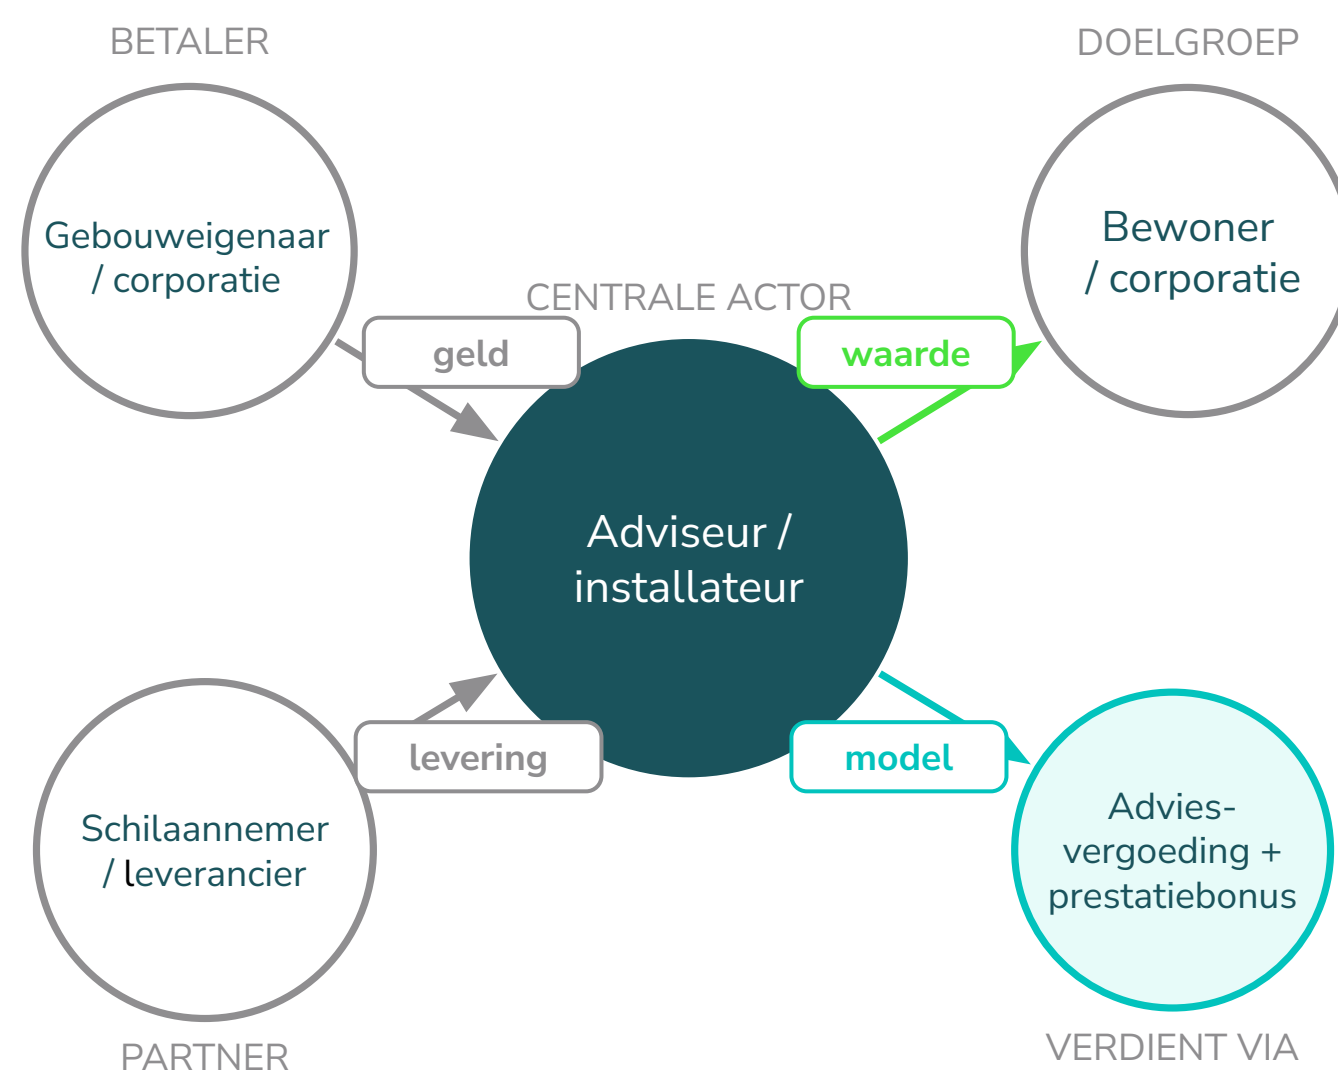 BETALER
DOELGROEP
Gebouweigenaar
/ corporatie
Bewoner
/ corporatie
CENTRALE ACTOR
geld
waarde
Adviseur /
installateur
levering
model
Schilaannemer
/ leverancier
Advies-
vergoeding +
prestatiebonus
PARTNER
VERDIENT VIA